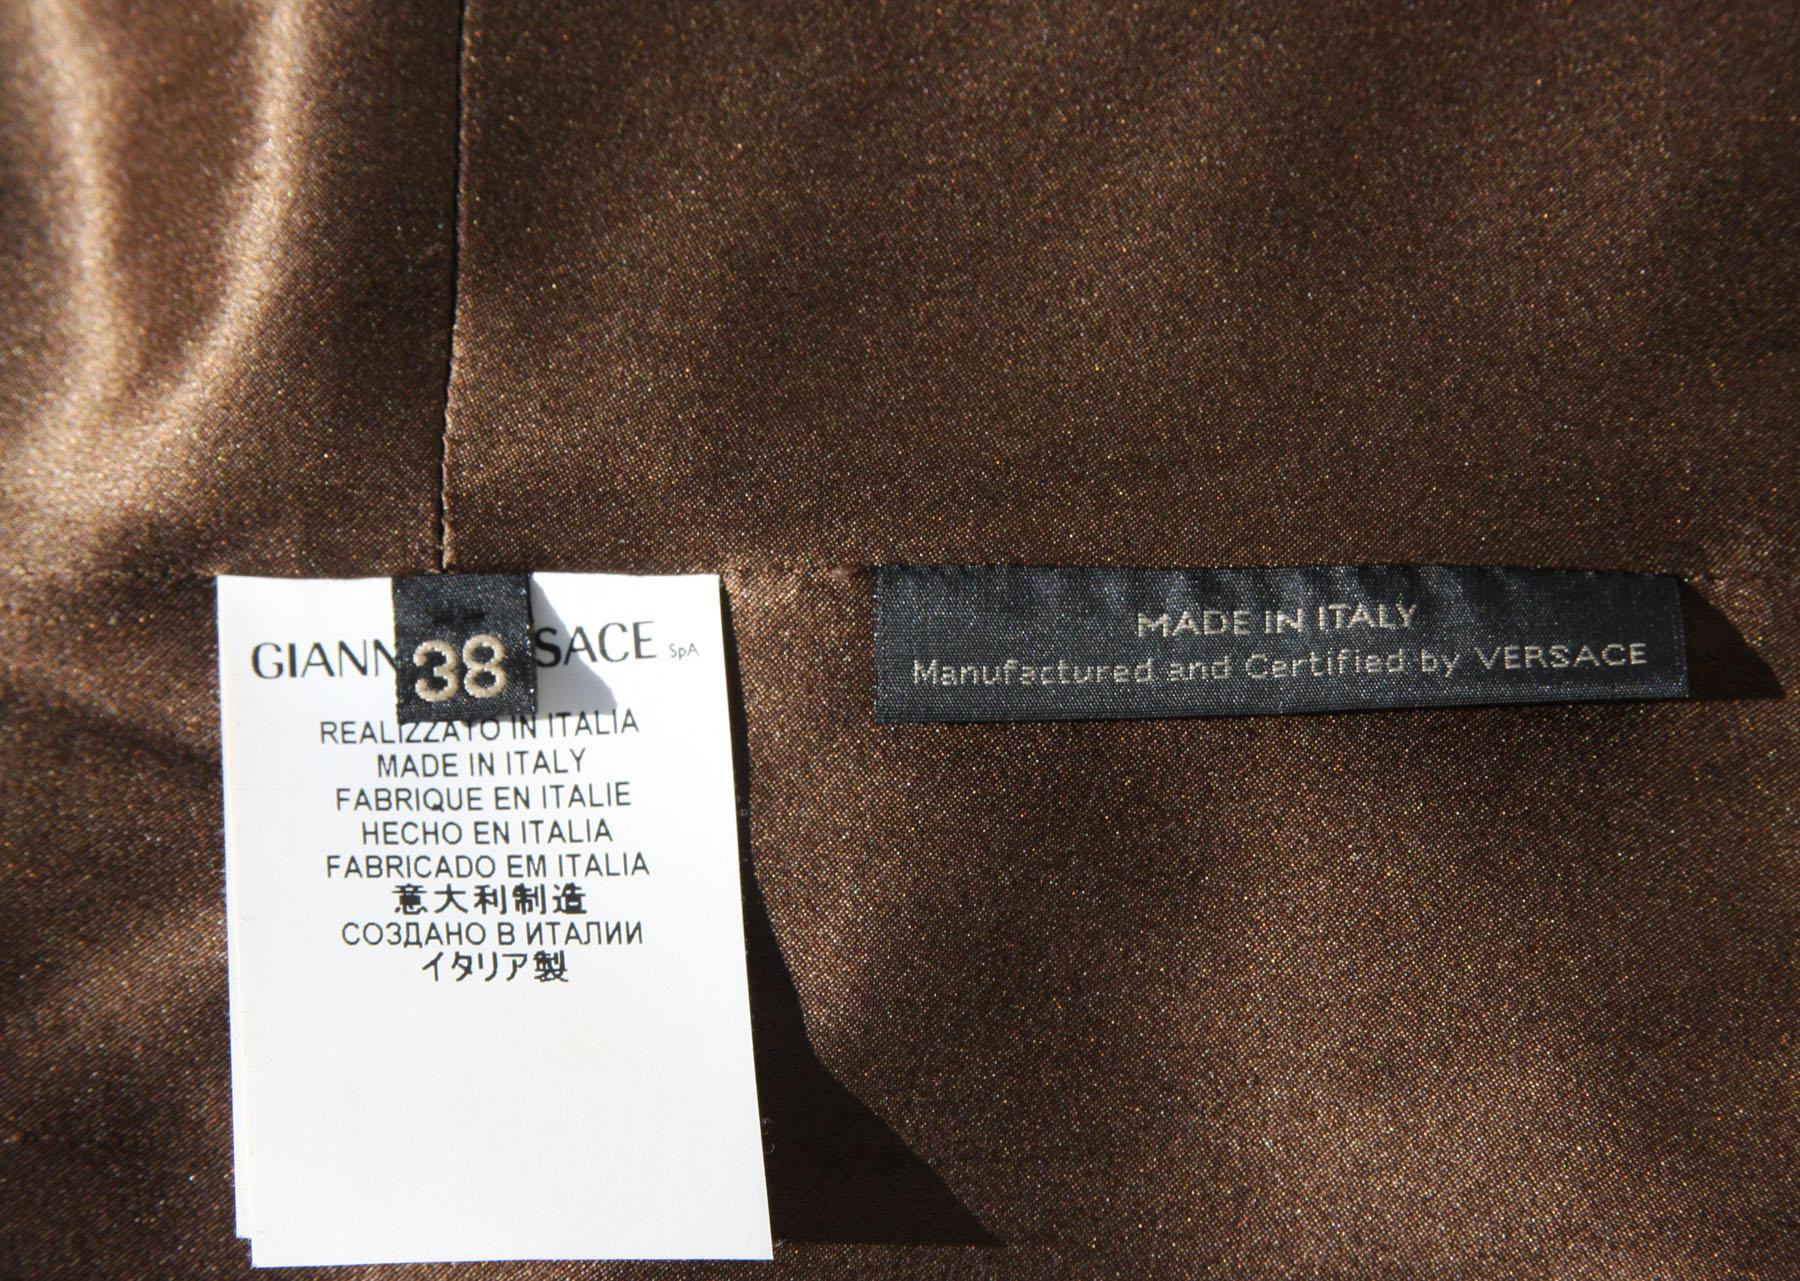 GIANN SACE SpA
38
REALIZZATO IN ITALIA
MADE IN ITALY
FABRIQUE EN ITALIE
HECHO EN ITALIA
FABRICADO EM ITALIA
意大利制造
СОЗДАНО В ИТАЛИИ
イタリア製
MADE IN ITALY
Manufactured and Certified by VERSACE